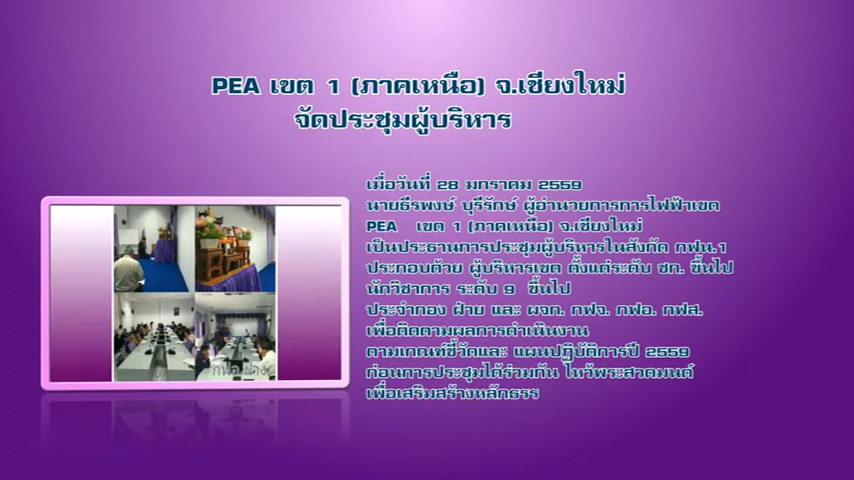 PEA เขต 1 (ภาคเหนือ) จ.เชียงใหม่
จัดประชุมผู้บริหาร
เมื่อวันที่ 28 มกราคม 2559
นายธีรพงษ์ บุรีรักษ์ ผู้อำนวยการการไฟฟ้าเขต
PEA เขต 1 (ภาคเหนือ) จ.เชียงใหม่
เป็นประธานการประชุมผู้บริหารในสังกัด กฟน.1
ประกอบด้วย ผู้บริหารเขต ตั้งแต่ระดับ ชก. ขึ้นไป
นักวิชาการ ระดับ 9 ขึ้นไป
ประจำกอง ฝ่าย และ ผจก. กฟจ. กฟอ. กฟส.
เพื่อติดตามผลการดำเนินงาน
ตามเกณฑ์ชี้วัดและ แผนปฏิบัติการปี 2559
ก่อนการประชุมได้ร่วมกัน ไหว้พระสวดมนต์
เพื่อเสริมสร้างหลักธรร
กฟอ.ฝาง